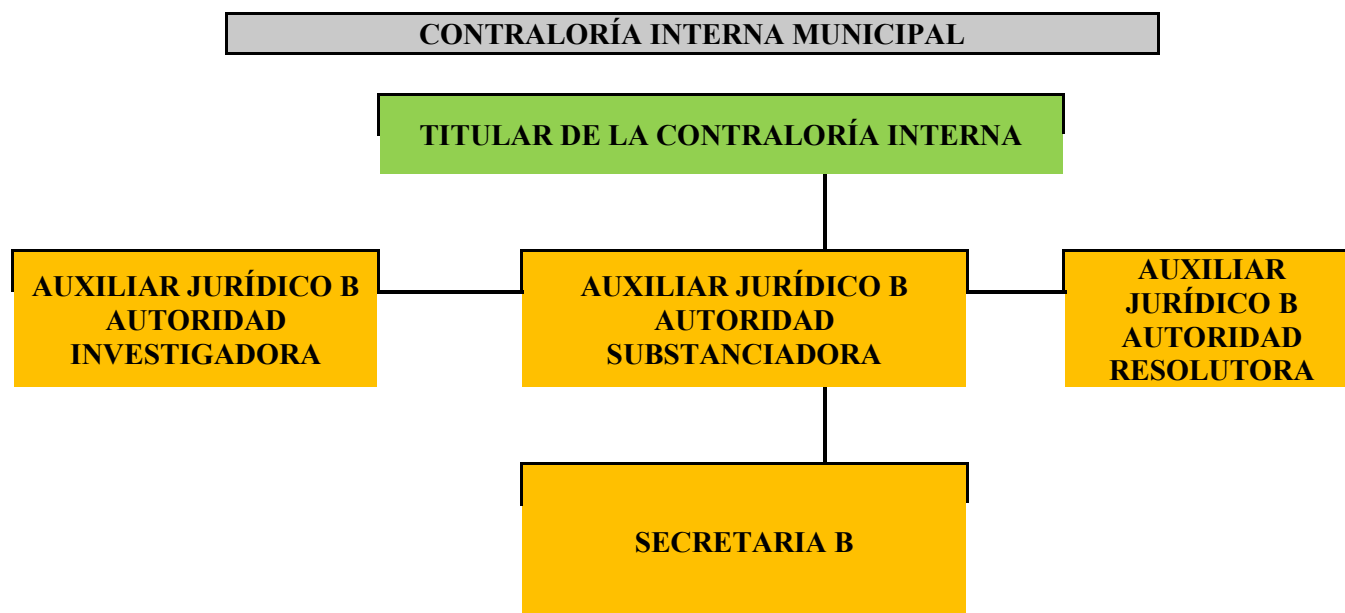 CONTRALORÍA INTERNA MUNICIPAL
TITULAR DE LA CONTRALORÍA INTERNA
AUXILIAR JURÍDICO B
AUTORIDAD
INVESTIGADORA
AUXILIAR JURÍDICO B
AUTORIDAD
SUBSTANCIADORA
AUXILIAR
JURÍDICO B
AUTORIDAD
RESOLUTORA
SECRETARIA B